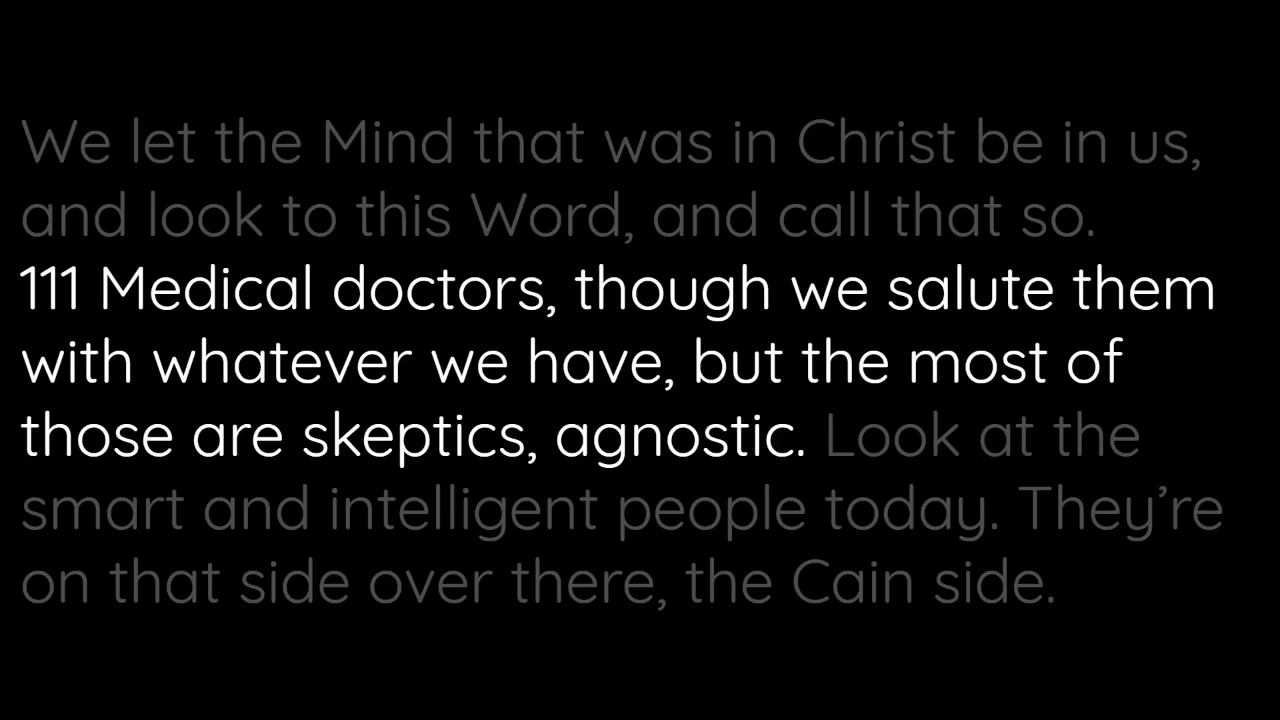 We let the Mind that was in Christ be in us,
and look to this Word, and call that so.
111 Medical doctors, though we salute them
with whatever we have, but the most of
those are skeptics, agnostic. Look at the
smart and intelligent people today. They’re
on that side over there, the Cain side.